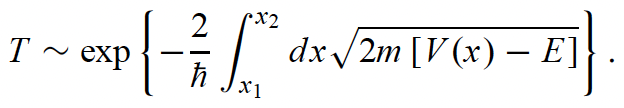 T ∼ exp { − 2/ℏ ∫_{x1}^{x2} dx √(2m [V(x) − E]) } .